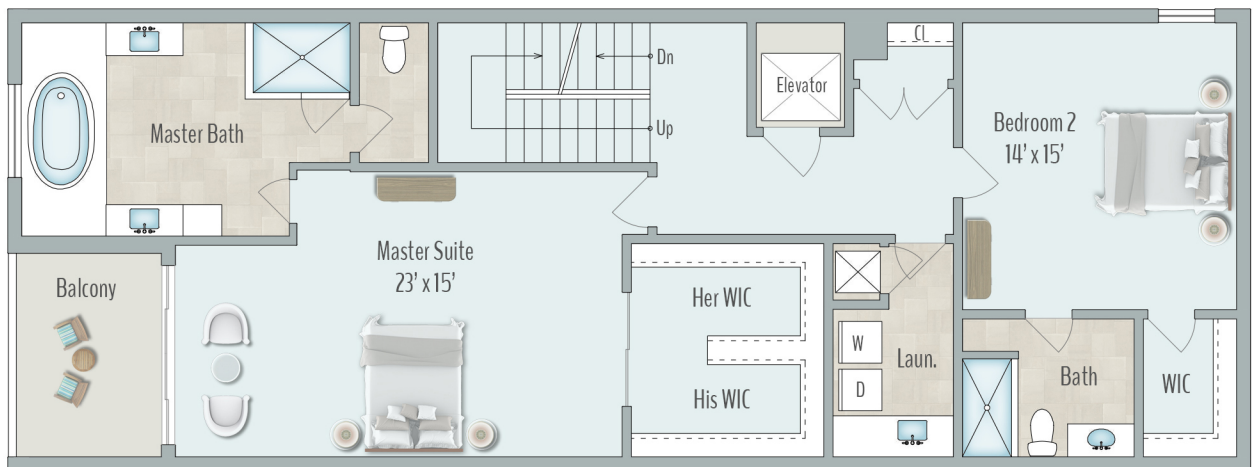 Master Bath
Dn
Up
Elevator
CL
Bedroom 2
14' x 15'
Master Suite
23' x 15'
Balcony
Her WIC
His WIC
W
D
Laun.
Bath
WIC